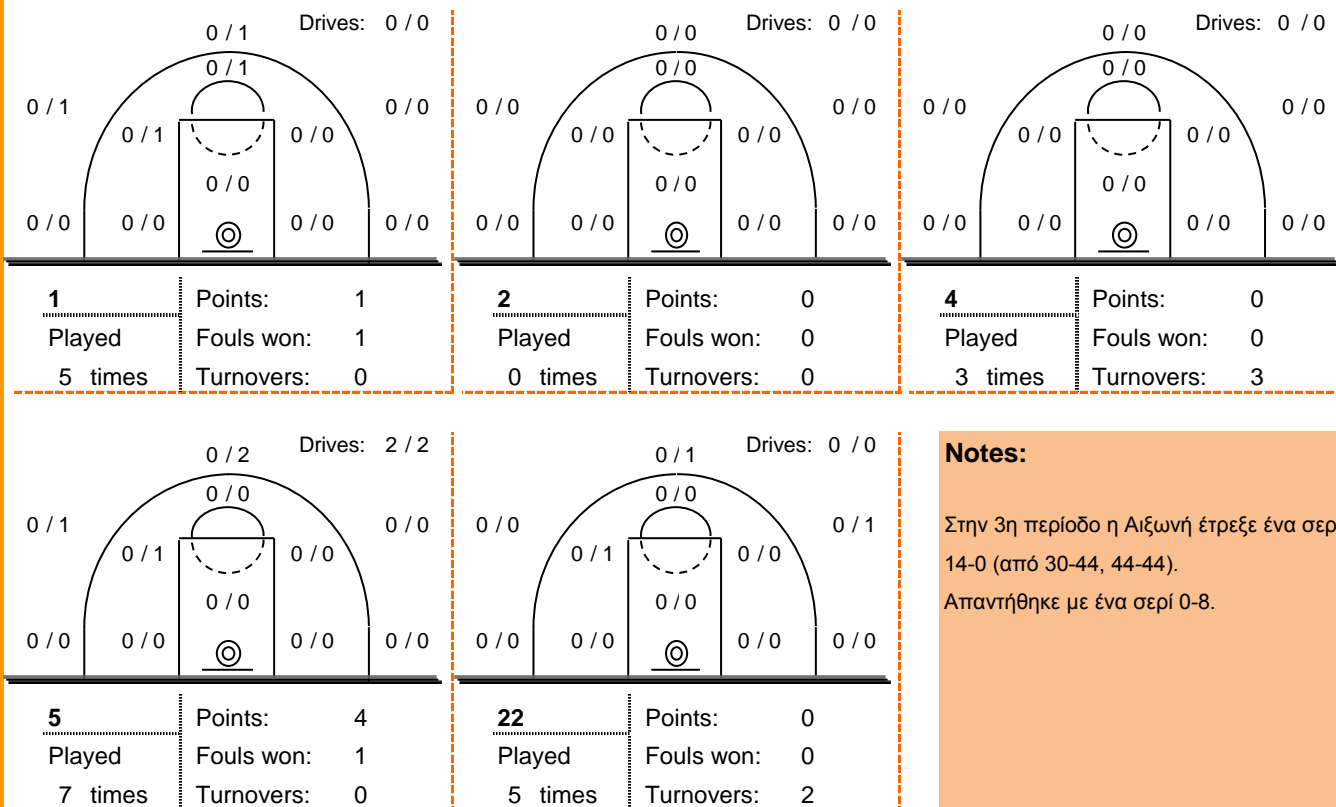 0 / 1 Drives: 0 / 0 0 / 0 Drives: 0 / 0 0 / 0 Drives: 0 / 0
0 / 1 0 / 0 0 / 0
0 / 1 0 / 0 0 / 0 0 / 0 0 / 0 0 / 0
0 / 1 0 / 0 0 / 0 0 / 0 0 / 0 0 / 0
0 / 0 0 / 0 0 / 0
0 / 0 0 / 0 0 / 0 0 / 0 0 / 0 0 / 0 0 / 0 0 / 0 0 / 0 0 / 0 0 / 0 0 / 0
1 Points: 1 2 Points: 0 4 Points: 0
Played Fouls won: 1 Played Fouls won: 0 Played Fouls won: 0
5 times Turnovers: 0 0 times Turnovers: 0 3 times Turnovers: 3
0 / 2 Drives: 2 / 2 0 / 1 Drives: 0 / 0 Notes:
0 / 0 0 / 0
0 / 1 0 / 0 0 / 0 0 / 1 Στην 3η περίοδο η Αιξωνή έτρεξε ένα σερ
0 / 1 0 / 0 0 / 1 0 / 0 14-0 (από 30-44, 44-44).
0 / 0 0 / 0 Απαντήθηκε με ένα σερί 0-8.
0 / 0 0 / 0 0 / 0 0 / 0 0 / 0 0 / 0 0 / 0 0 / 0
5 Points: 4 22 Points: 0
Played Fouls won: 1 Played Fouls won: 0
7 times Turnovers: 0 5 times Turnovers: 2